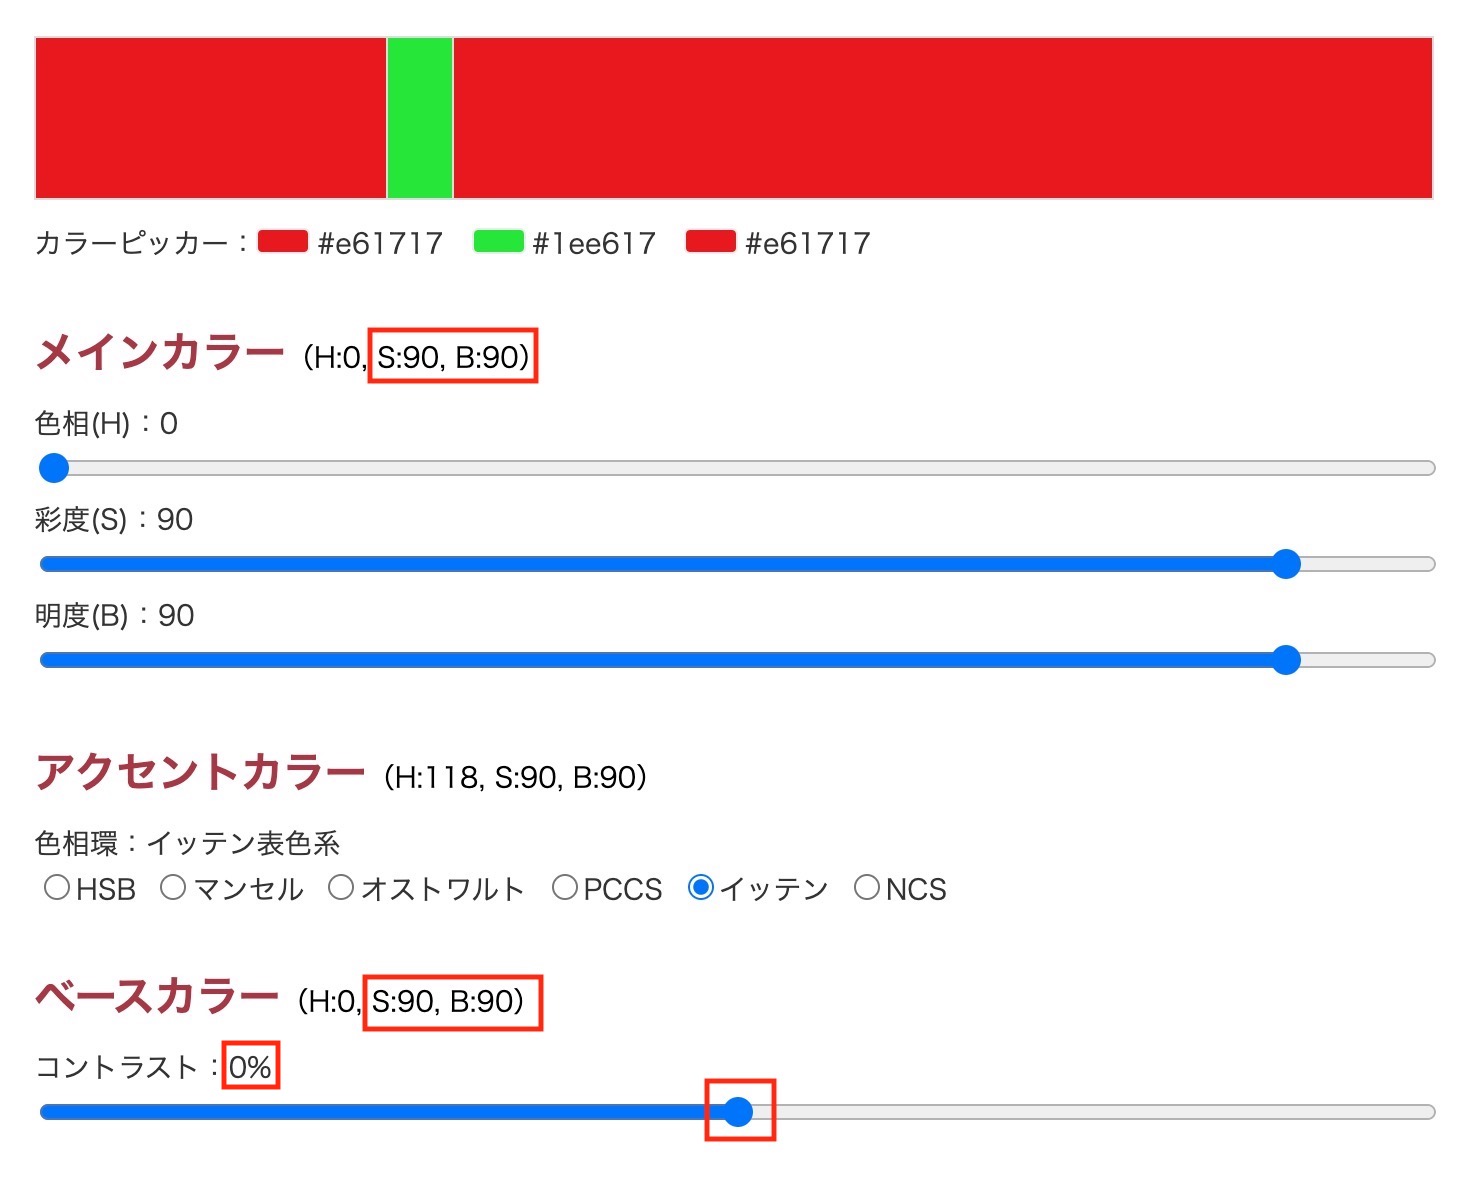 カラーピッカー：#e61717 #1ee617 #e61717
メインカラー（H:0, S:90, B:90）
色相(H)：0
彩度(S)：90
明度(B)：90
アクセントカラー（H:118, S:90, B:90）
色相環：イッテン表色系
HSB マンセル オストワルト PCCS イッテン NCS
ベースカラー（H:0, S:90, B:90）
コントラスト：0%